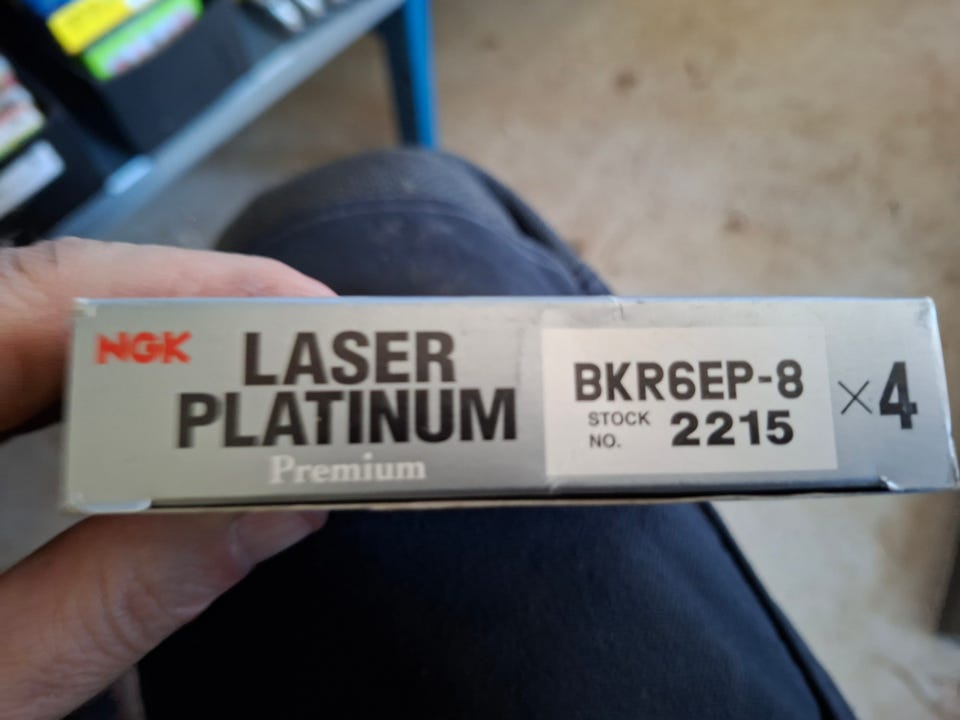 NGK
LASER
PLATINUM
Premium
BKR6EP-8
STOCK
NO. 2215
×4